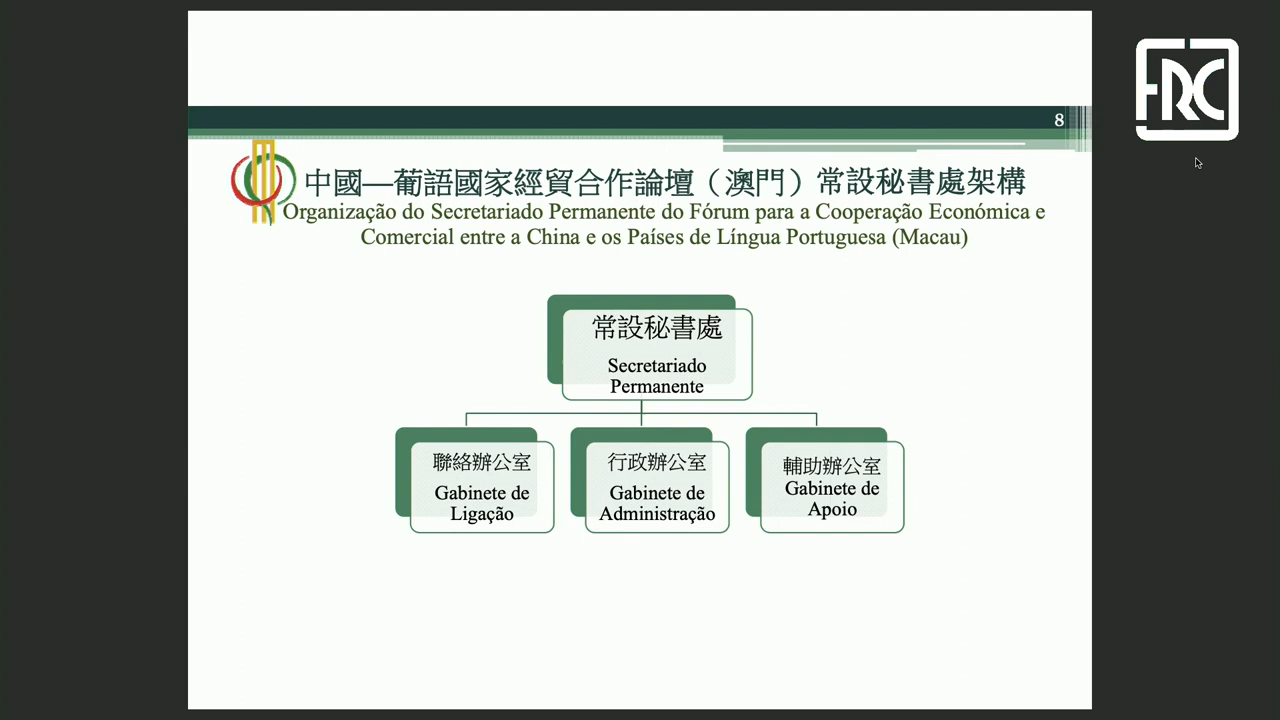 8
FRC
中國—葡語國家經貿合作論壇（澳門）常設秘書處架構
Organização do Secretariado Permanente do Fórum para a Cooperação Económica e
Comercial entre a China e os Países de Língua Portuguesa (Macau)
常設秘書處
Secretariado
Permanente
聯絡辦公室
Gabinete de
Ligação
行政辦公室
Gabinete de
Administração
輔助辦公室
Gabinete de
Apoio